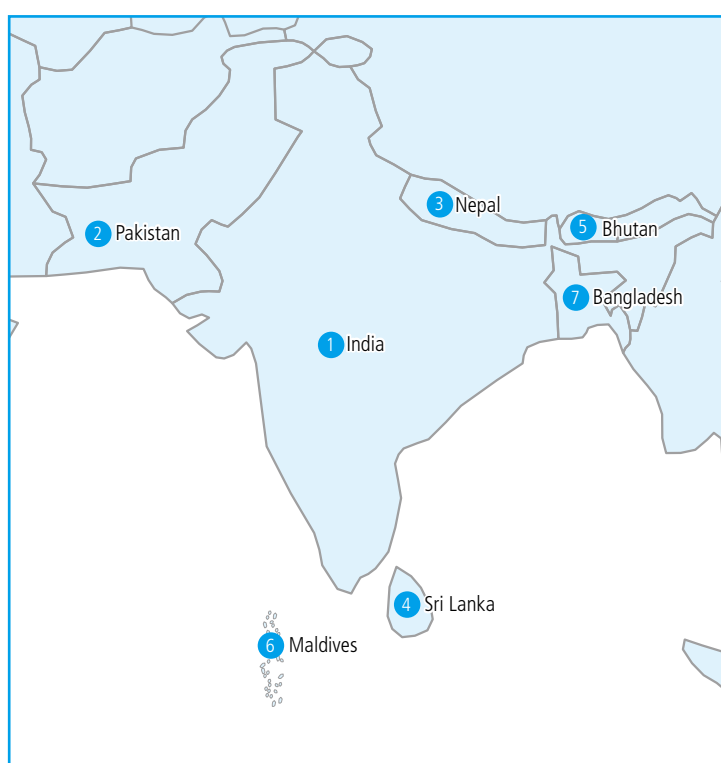 3 Nepal
2 Pakistan
5 Bhutan
7 Bangladesh
1 India
4 Sri Lanka
6 Maldives